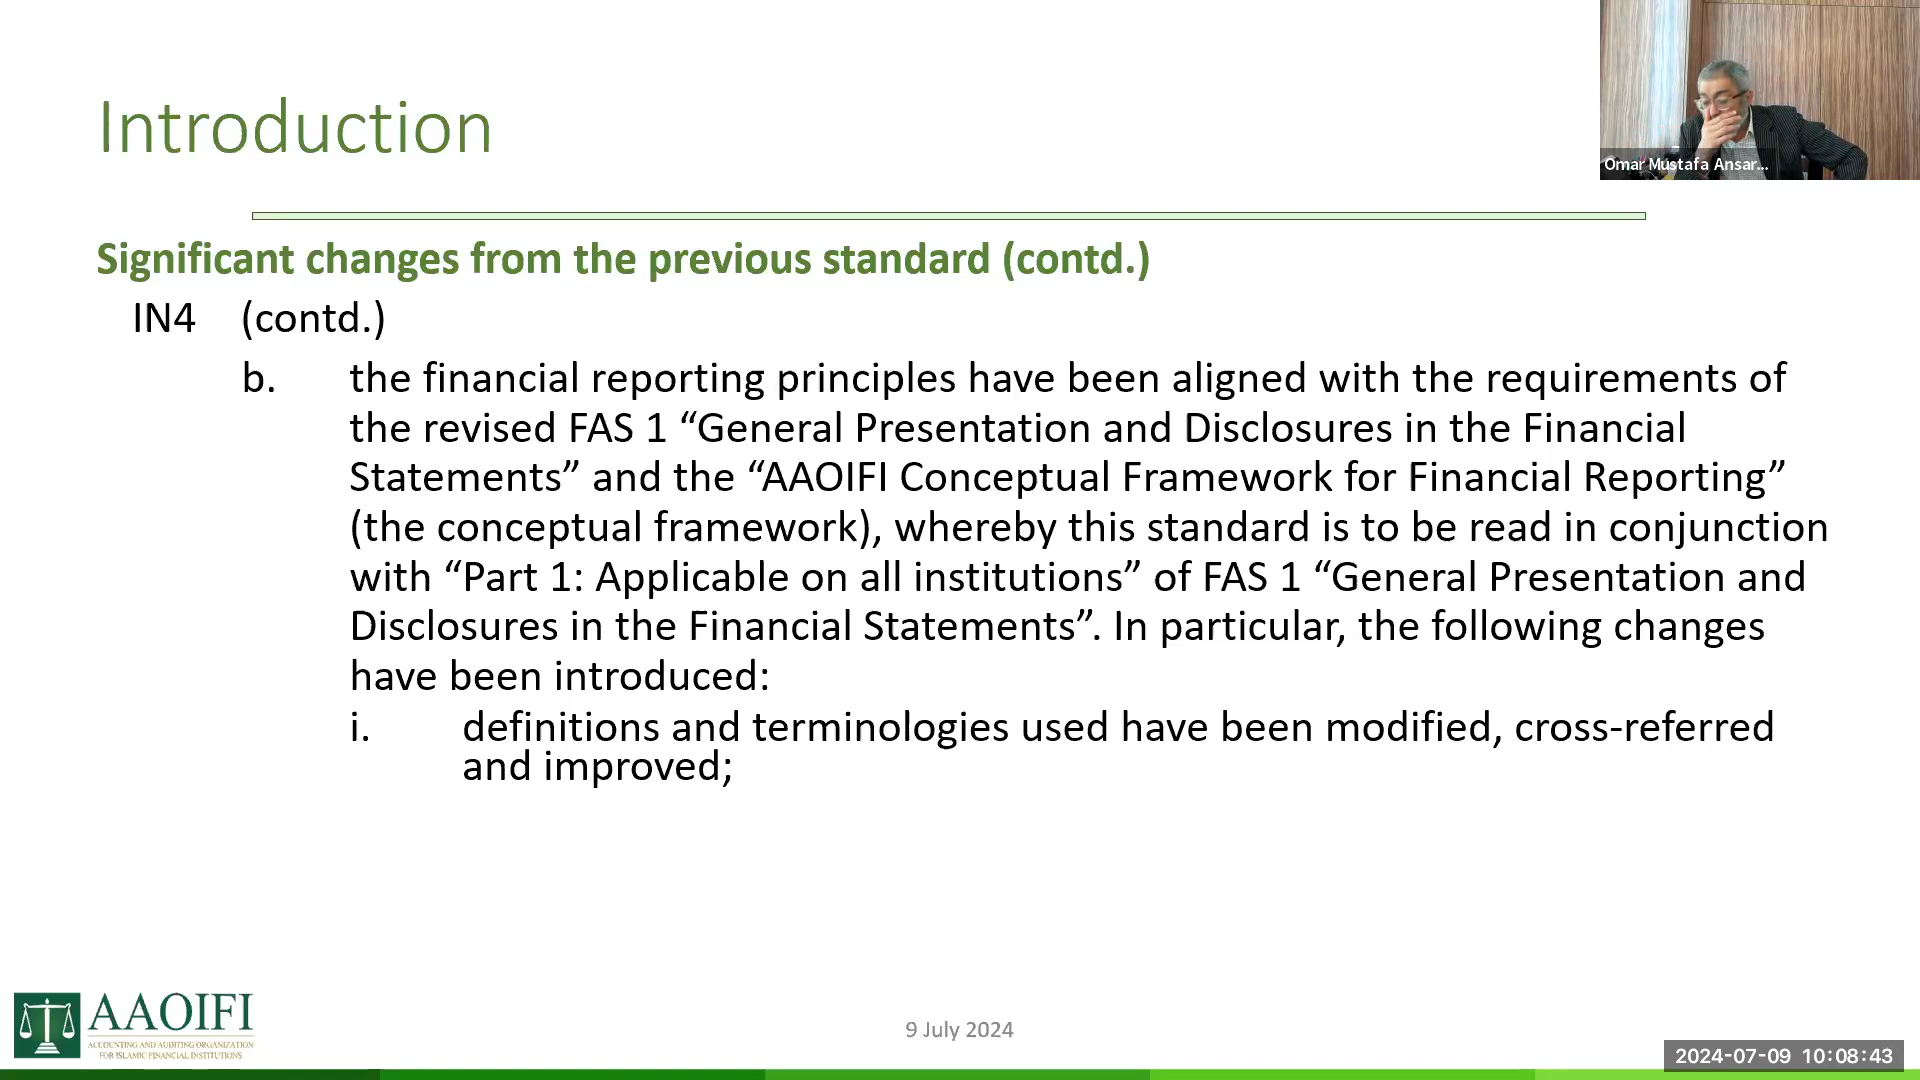 Introduction
Omar Mustafa Ansar...
Significant changes from the previous standard (contd.)
IN4 (contd.)
b. the financial reporting principles have been aligned with the requirements of
the revised FAS 1 “General Presentation and Disclosures in the Financial
Statements” and the “AAOIFI Conceptual Framework for Financial Reporting”
(the conceptual framework), whereby this standard is to be read in conjunction
with “Part 1: Applicable on all institutions” of FAS 1 “General Presentation and
Disclosures in the Financial Statements”. In particular, the following changes
have been introduced:
i. definitions and terminologies used have been modified, cross-referred
and improved;
AAOIFI
ACCOUNTING AND AUDITING ORGANIZATION
FOR ISLAMIC FINANCIAL INSTITUTIONS
9 July 2024
2024-07-09 10:08:43